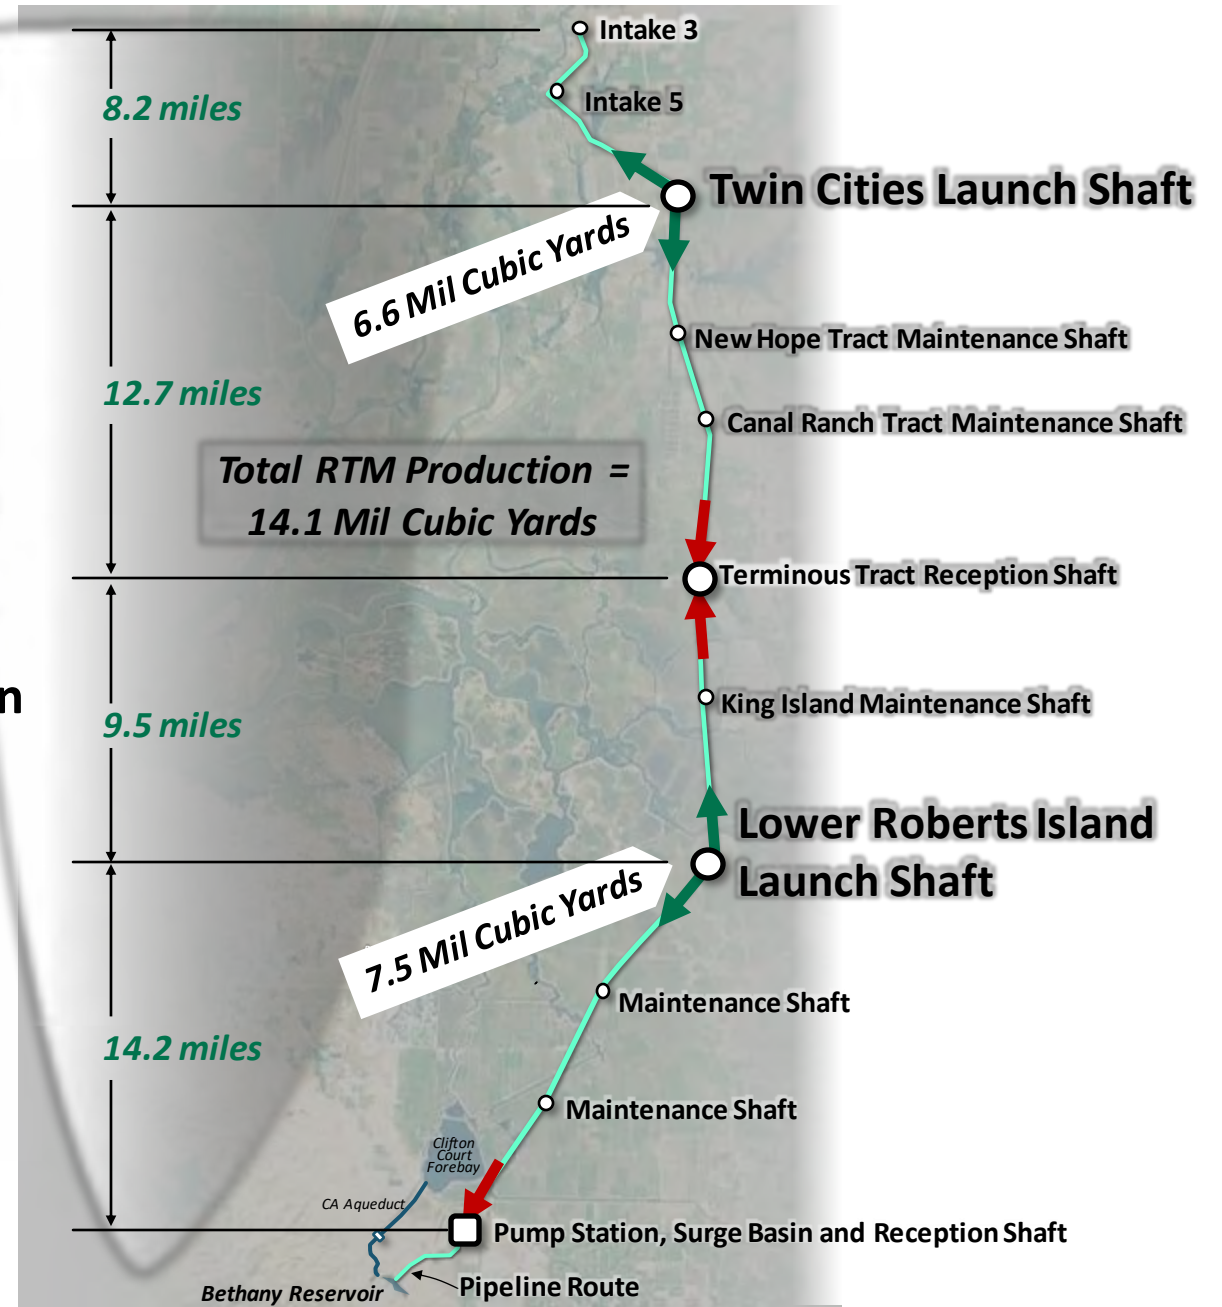 Intake 3
8.2 miles
Intake 5
Twin Cities Launch Shaft
6.6 Mil Cubic Yards
New Hope Tract Maintenance Shaft
12.7 miles
Canal Ranch Tract Maintenance Shaft
Total RTM Production =
14.1 Mil Cubic Yards
Terminous Tract Reception Shaft
n
King Island Maintenance Shaft
9.5 miles
Lower Roberts Island
Launch Shaft
7.5 Mil Cubic Yards
Maintenance Shaft
14.2 miles
Maintenance Shaft
Clifton
Court
Forebay
CA Aqueduct
Pump Station, Surge Basin and Reception Shaft
Bethany Reservoir
Pipeline Route